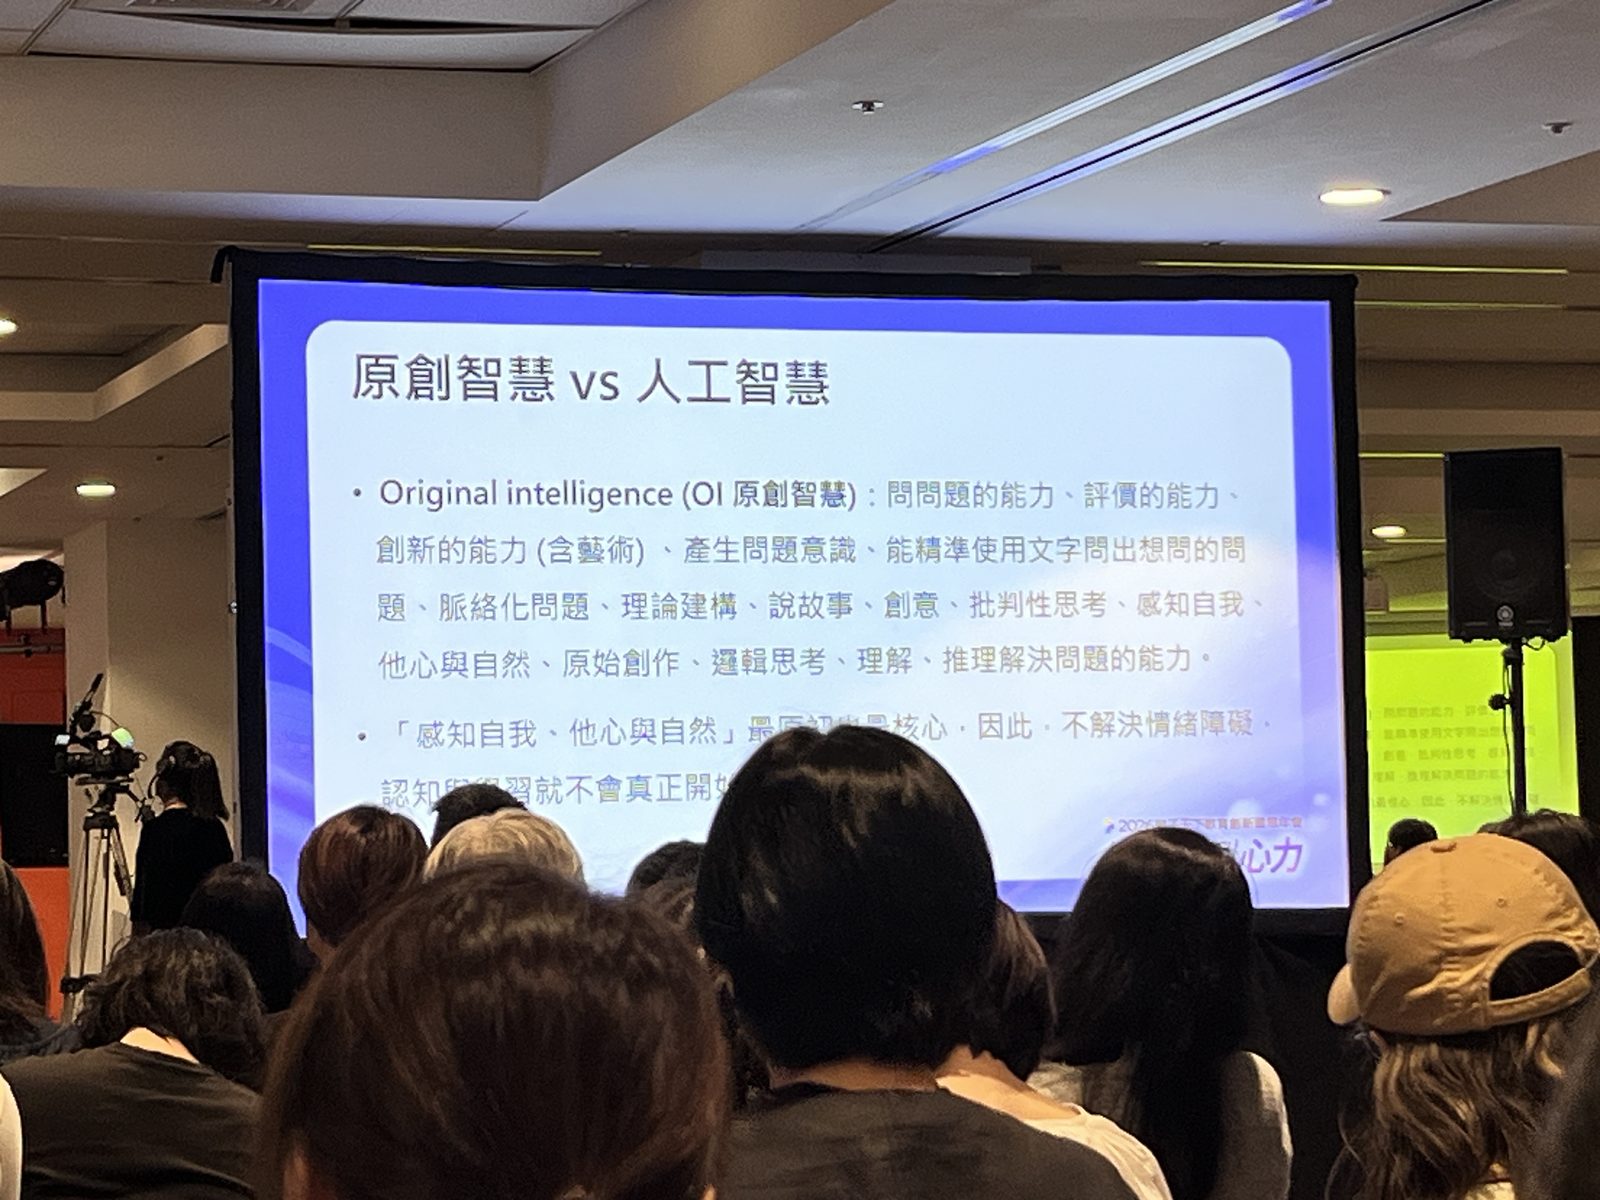 原創智慧 vs 人工智慧
• Original intelligence (OI 原創智慧)：問問題的能力、評價的能力、
創新的能力 (含藝術) 、產生問題意識、能精準使用文字問出想問的問
題、脈絡化問題、理論建構、說故事、創意、批判性思考、感知自我、
他心與自然、原始創作、邏輯思考、理解、推理解決問題的能力。
• 「感知自我、他心與自然」最原初也最核心，因此，不解決情緒障礙，
認知與學習就不會真正開始
心力